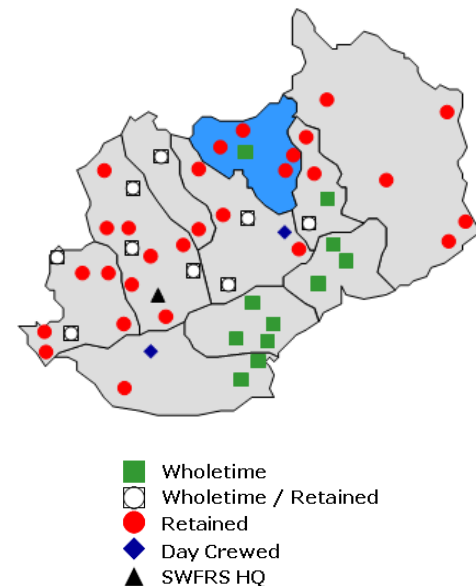 Wholetime
Wholetime / Retained
Retained
Day Crewed
SWFRS HQ